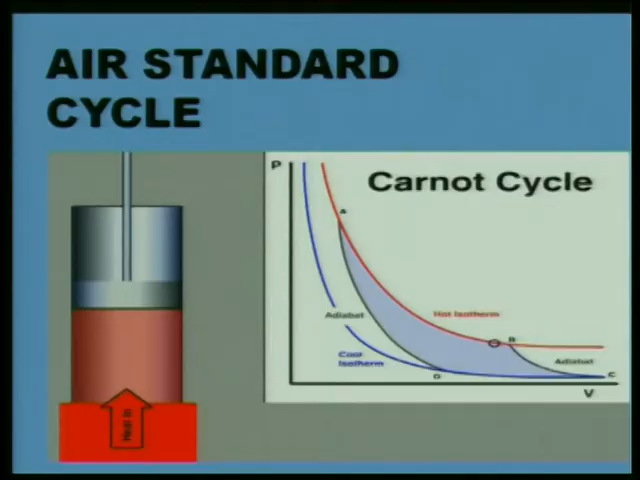 AIR STANDARD
CYCLE
P
Carnot Cycle
A
Adiabat
Hot Isotherm
B
Cool
Isotherm
Adiabat
D
C
V
Heat In